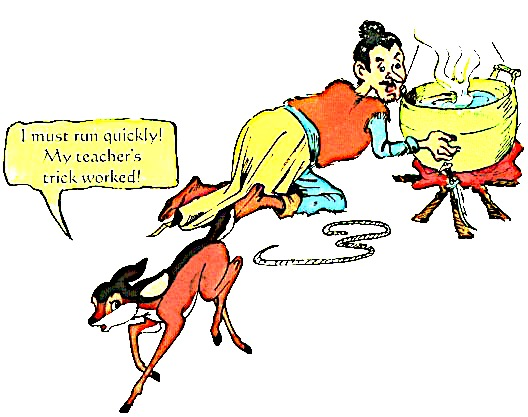 I must run quickly!
My teacher's
trick worked!